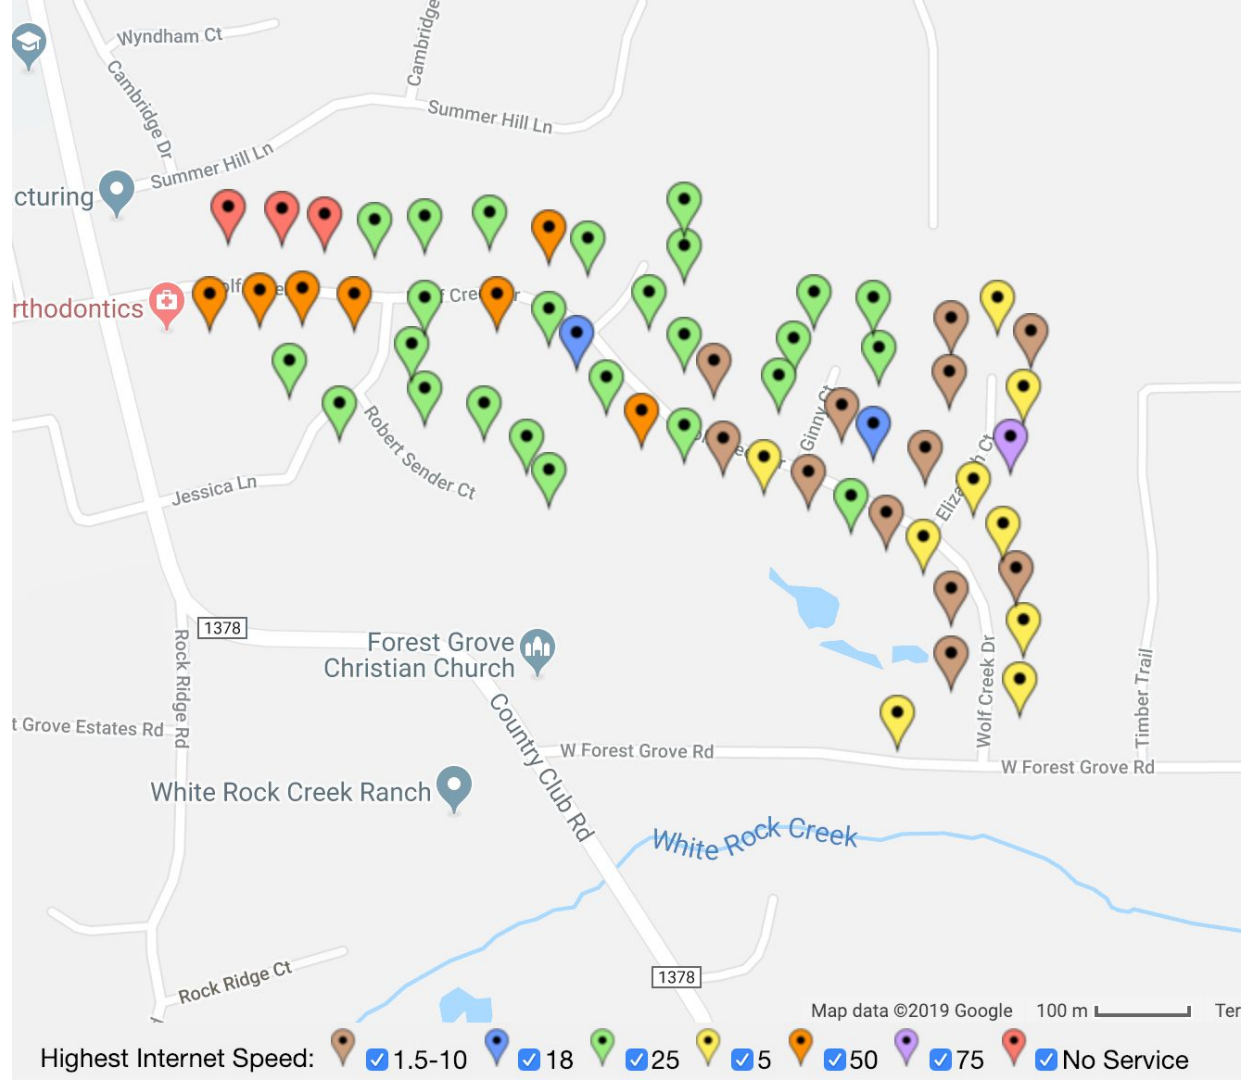 Wyndham Ct
Cambridge Dr
Cambridge
Summer Hill Ln
Summer Hill Ln
cturing
rthodontics
Robert Sender Ct
Jessica Ln
Ginny Ct
1378
Rock Ridge Rd
Forest Grove
Christian Church
Wolf Creek Dr
Timber Trail
t Grove Estates Rd
Country Club Rd
W Forest Grove Rd
W Forest Grove Rd
White Rock Creek Ranch
White Rock Creek
Rock Ridge Ct
1378
Map data ©2019 Google 100 m Ter
Highest Internet Speed: 1.5-10 18 25 5 50 75 No Service